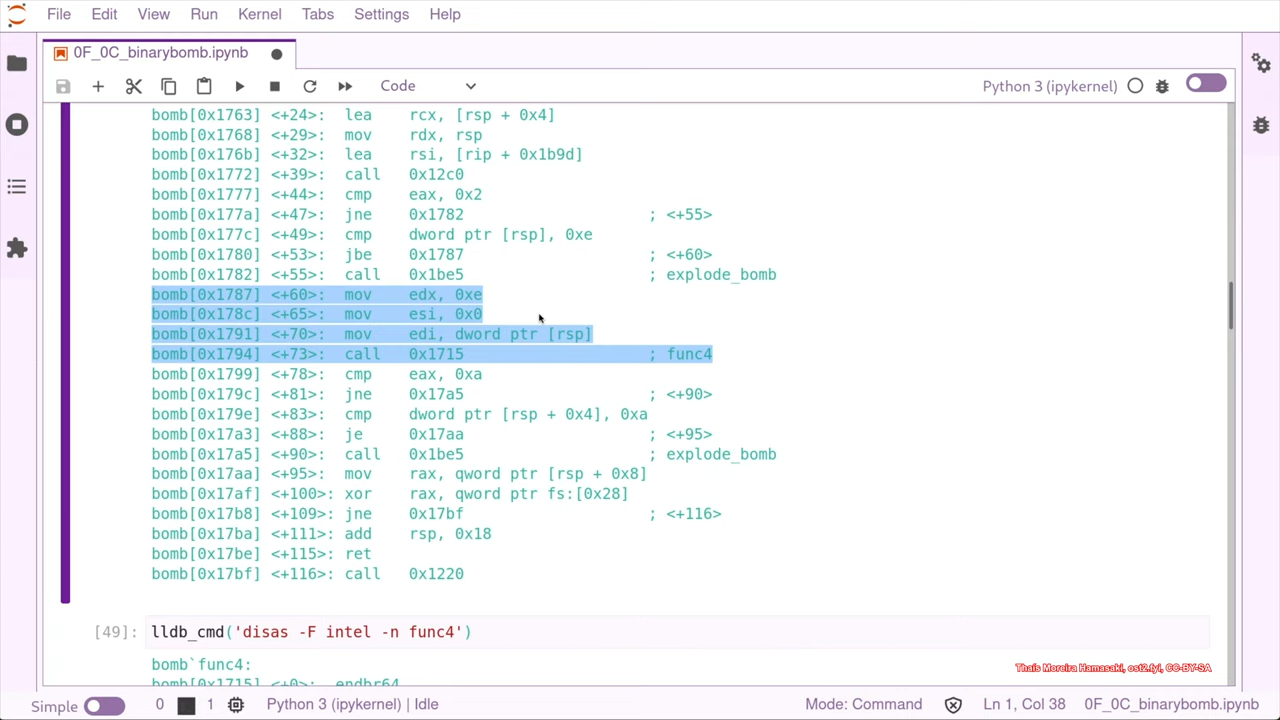 File Edit View Run Kernel Tabs Settings Help
0F_0C_binarybomb.ipynb
Code Python 3 (ipykernel)
bomb[0x1763] <+24>: lea rcx, [rsp + 0x4]
bomb[0x1768] <+29>: mov rdx, rsp
bomb[0x176b] <+32>: lea rsi, [rip + 0x1b9d]
bomb[0x1772] <+39>: call 0x12c0
bomb[0x1777] <+44>: cmp eax, 0x2
bomb[0x177a] <+47>: jne 0x1782 ; <+55>
bomb[0x177c] <+49>: cmp dword ptr [rsp], 0xe
bomb[0x1780] <+53>: jbe 0x1787 ; <+60>
bomb[0x1782] <+55>: call 0x1be5 ; explode_bomb
bomb[0x1787] <+60>: mov edx, 0xe
bomb[0x178c] <+65>: mov esi, 0x0
bomb[0x1791] <+70>: mov edi, dword ptr [rsp]
bomb[0x1794] <+73>: call 0x1715 ; func4
bomb[0x1799] <+78>: cmp eax, 0xa
bomb[0x179c] <+81>: jne 0x17a5 ; <+90>
bomb[0x179e] <+83>: cmp dword ptr [rsp + 0x4], 0xa
bomb[0x17a3] <+88>: je 0x17aa ; <+95>
bomb[0x17a5] <+90>: call 0x1be5 ; explode_bomb
bomb[0x17aa] <+95>: mov rax, qword ptr [rsp + 0x8]
bomb[0x17af] <+100>: xor rax, qword ptr fs:[0x28]
bomb[0x17b8] <+109>: jne 0x17bf ; <+116>
bomb[0x17ba] <+111>: add rsp, 0x18
bomb[0x17be] <+115>: ret
bomb[0x17bf] <+116>: call 0x1220
[49]: lldb_cmd('disas -F intel -n func4')
bomb`func4:
bomb[0x1715] <+0>: endbr64
Thaís Moreira Hamasaki, ost2.fyi, CC-BY-SA
Simple 0 1 Python 3 (ipykernel) | Idle Mode: Command Ln 1, Col 38 0F_0C_binarybomb.ipynb